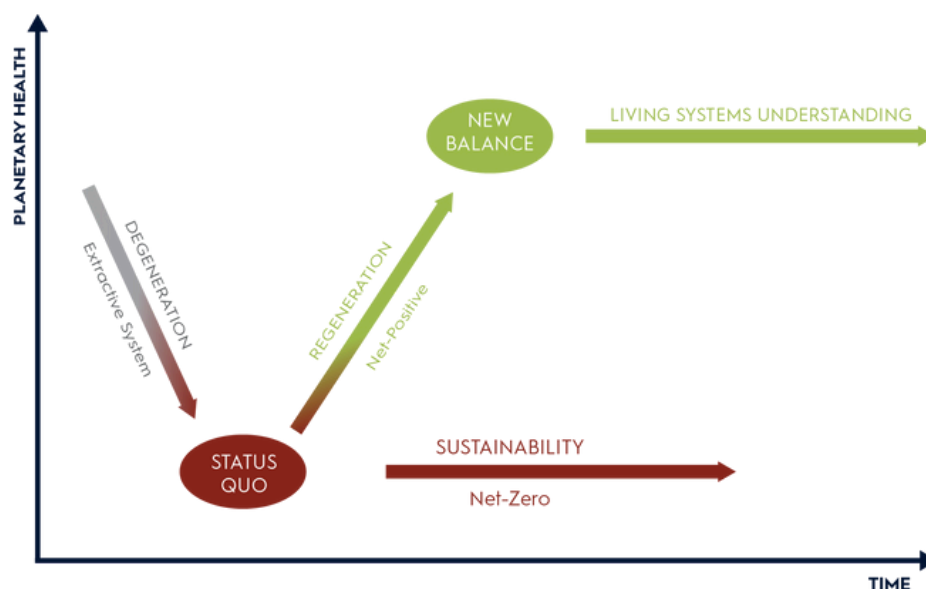 PLANETARY HEALTH
NEW
BALANCE
LIVING SYSTEMS UNDERSTANDING
DEGENERATION
Extractive System
REGENERATION
Net-Positive
STATUS
QUO
SUSTAINABILITY
Net-Zero
TIME